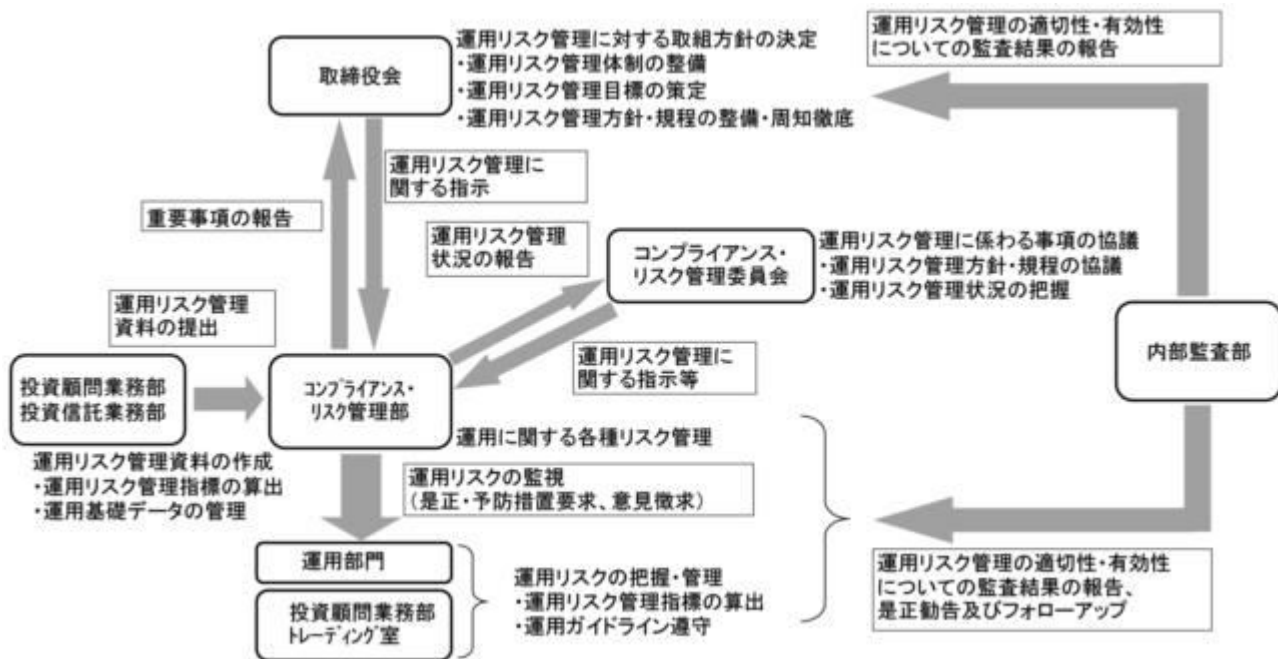 取締役会
運用リスク管理に対する取組方針の決定
・運用リスク管理体制の整備
・運用リスク管理目標の策定
・運用リスク管理方針・規程の整備・周知徹底
運用リスク管理の適切性・有効性
についての監査結果の報告
運用リスク管理に
関する指示
重要事項の報告
運用リスク管理
状況の報告
コンプライアンス・
リスク管理委員会
運用リスク管理に係わる事項の協議
・運用リスク管理方針・規程の協議
・運用リスク管理状況の把握
運用リスク管理
資料の提出
内部監査部
運用リスク管理に
関する指示等
投資顧問業務部
投資信託業務部
コンプライアンス・
リスク管理部
運用に関する各種リスク管理
運用リスク管理資料の作成
・運用リスク管理指標の算出
・運用基礎データの管理
運用リスクの監視
(是正・予防措置要求、意見徴求)
運用部門
投資顧問業務部
トレーディング室
運用リスクの把握・管理
・運用リスク管理指標の算出
・運用ガイドライン遵守
運用リスク管理の適切性・有効性
についての監査結果の報告、
是正勧告及びフォローアップ